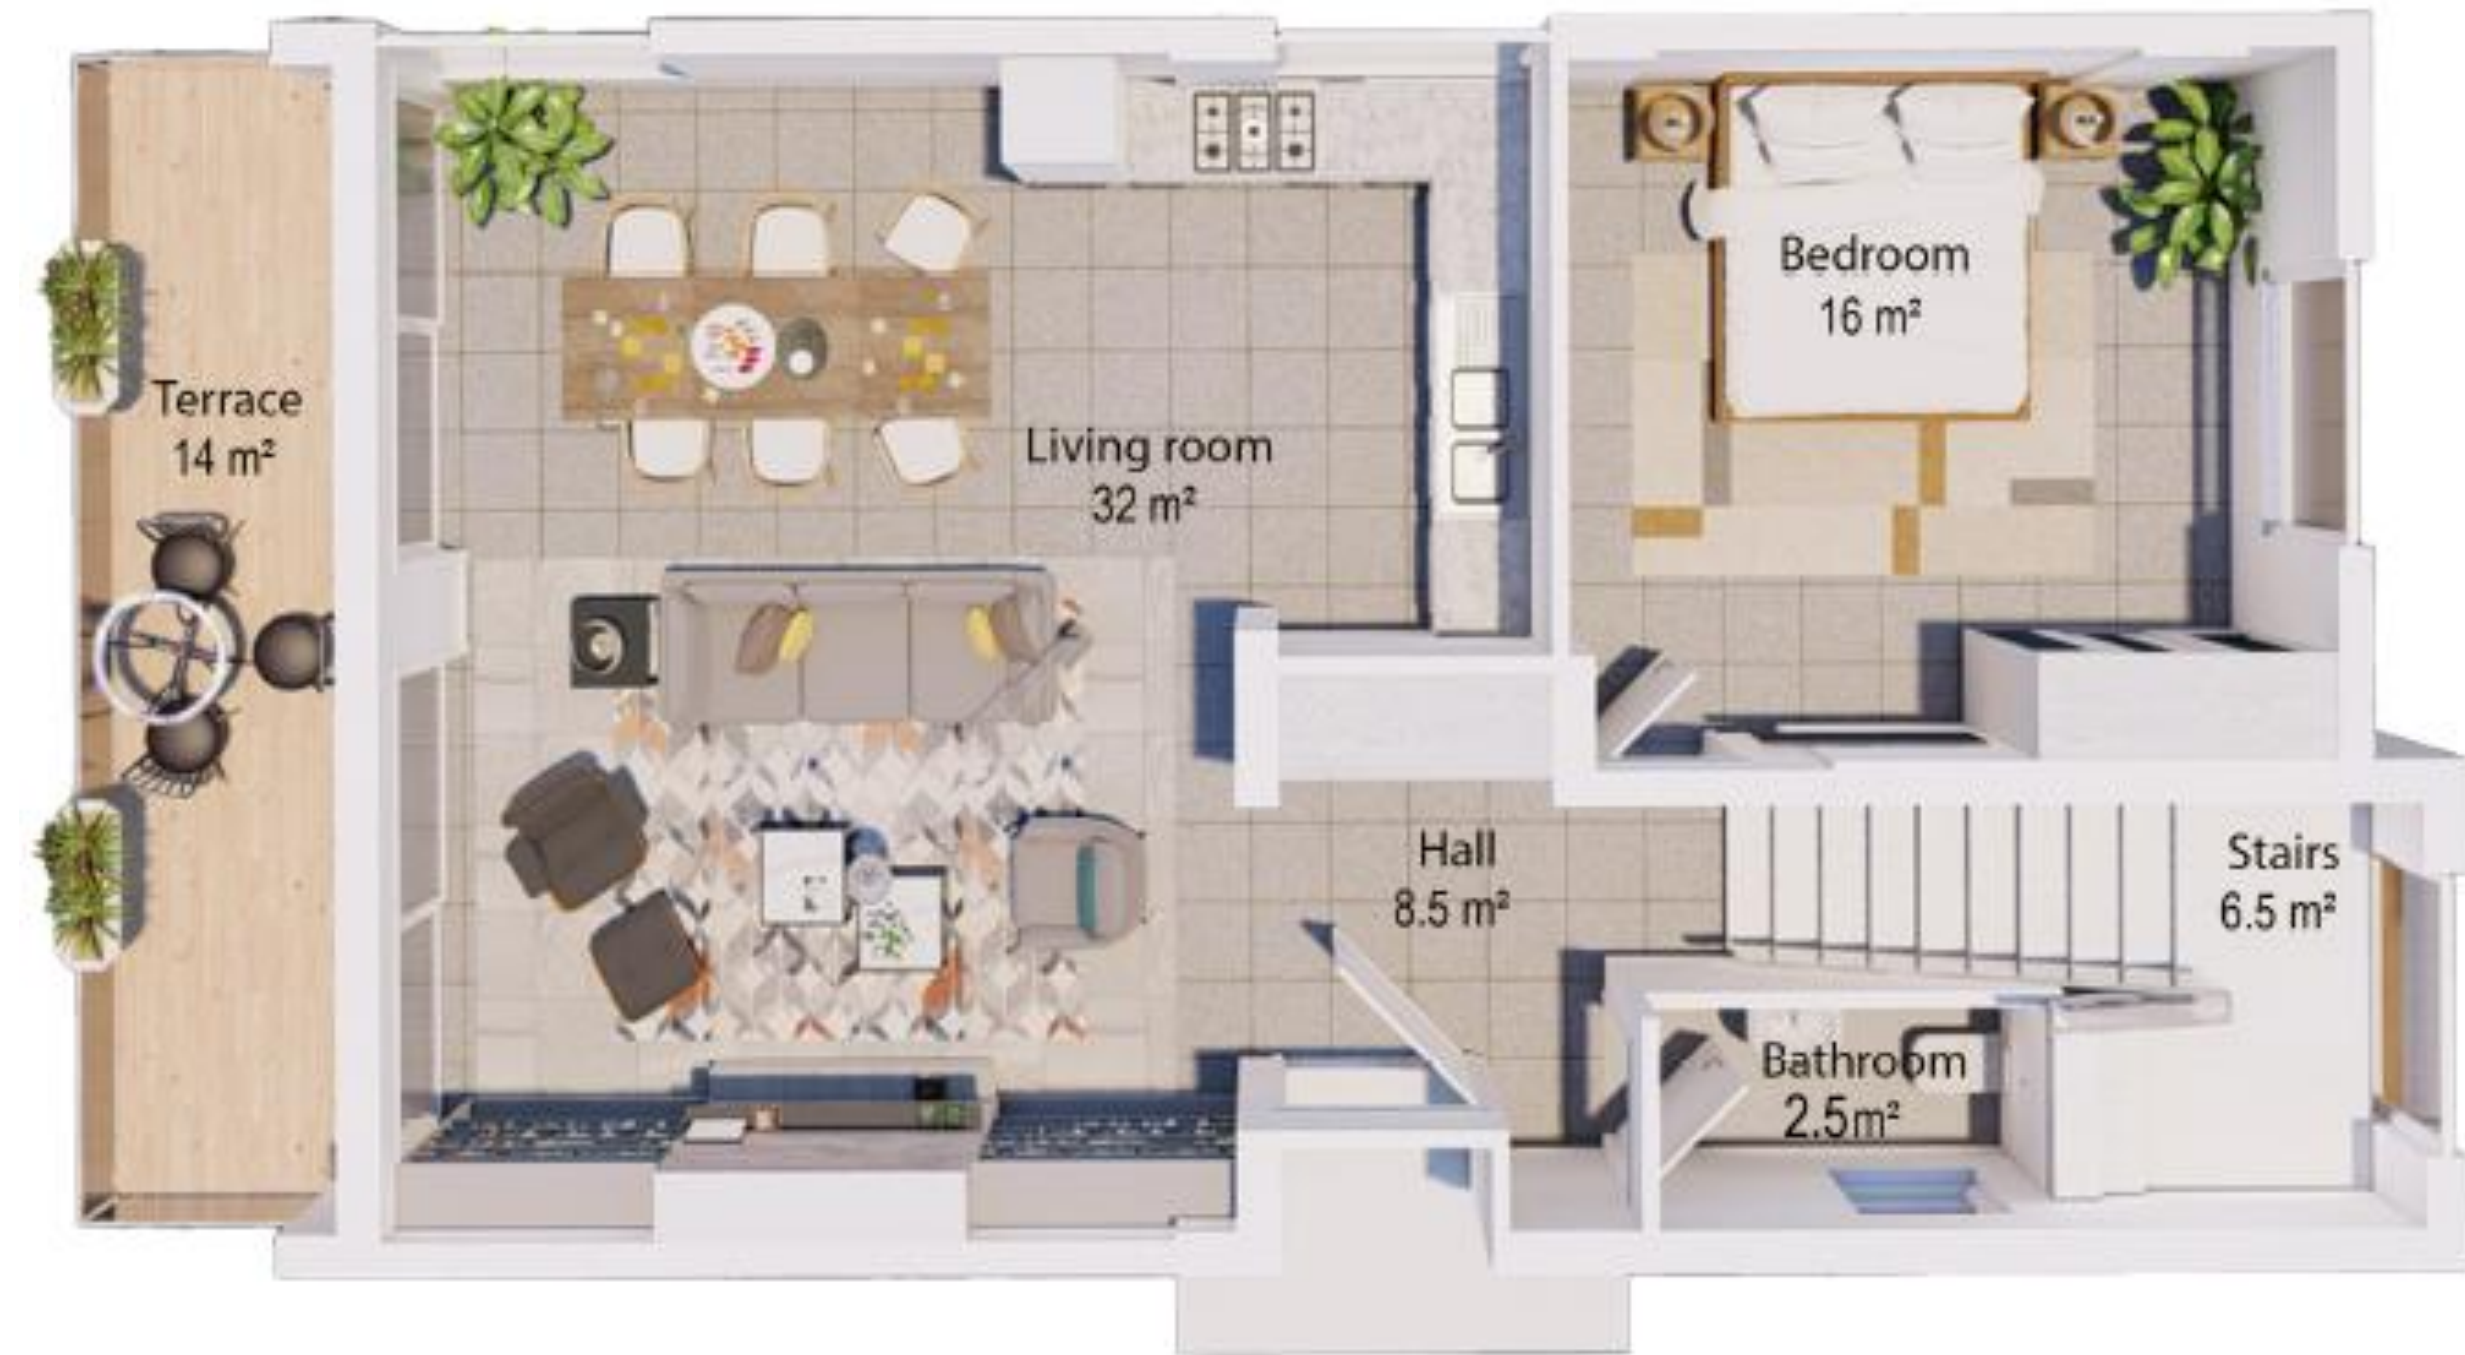 Terrace
14 m²
Living room
32 m²
Bedroom
16 m²
Hall
8.5 m²
Stairs
6.5 m²
Bathroom
2.5m²